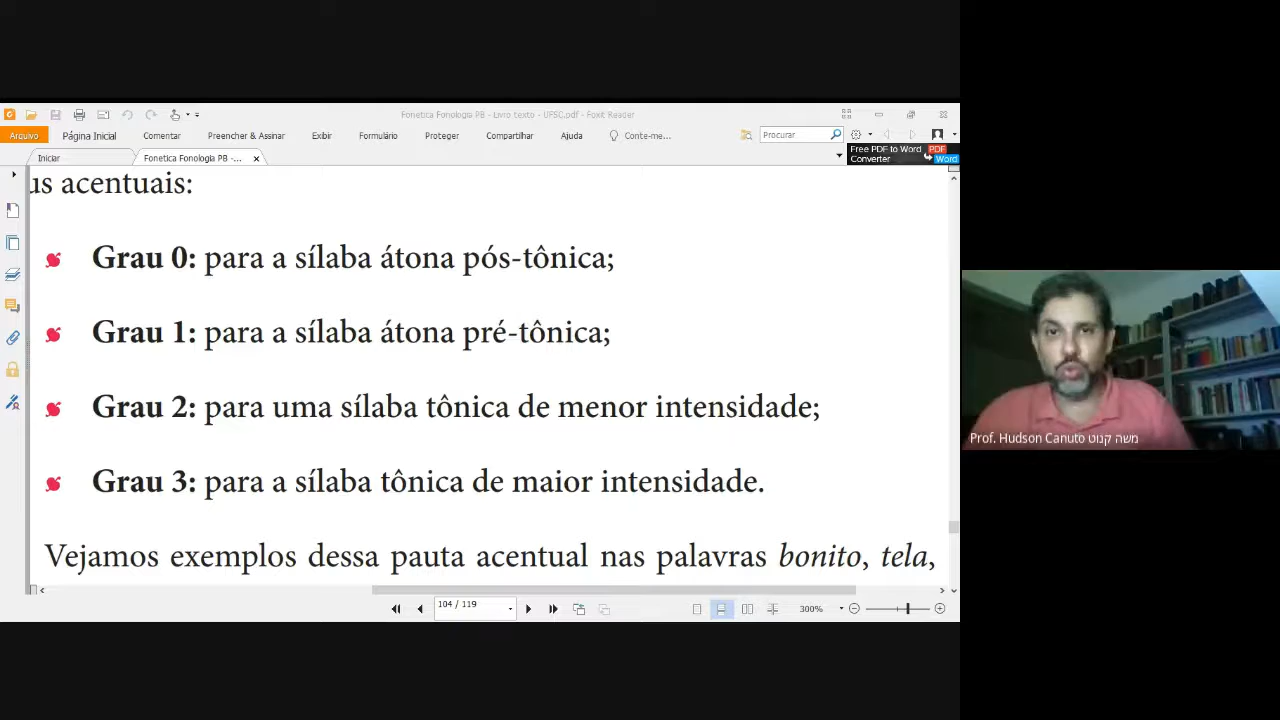 Fonetica Fonologia PB - Livro texto - UFSC.pdf - Foxit Reader
Arquivo Página Inicial Comentar Preencher & Assinar Exibir Formulário Proteger Compartilhar Ajuda Conte-me... Procurar
Iniciar Fonetica Fonologia PB -...
Free PDF to Word
Converter
PDF
Word
us acentuais:
Grau 0: para a sílaba átona pós-tônica;
Grau 1: para a sílaba átona pré-tônica;
Grau 2: para uma sílaba tônica de menor intensidade;
Grau 3: para a sílaba tônica de maior intensidade.
Vejamos exemplos dessa pauta acentual nas palavras bonito, tela,
104 / 119
300%
Prof. Hudson Canuto משה קנוט